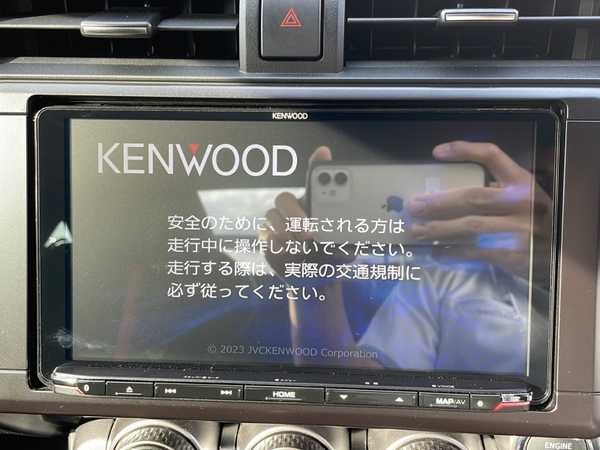 KENWOOD
KENWOOD
安全のために、運転される方は
走行中に操作しないでください。
走行する際は、実際の交通規制に
必ず従ってください。
© 2023 JVCKENWOOD Corporation
HOME
MAP/AV
ENGINE